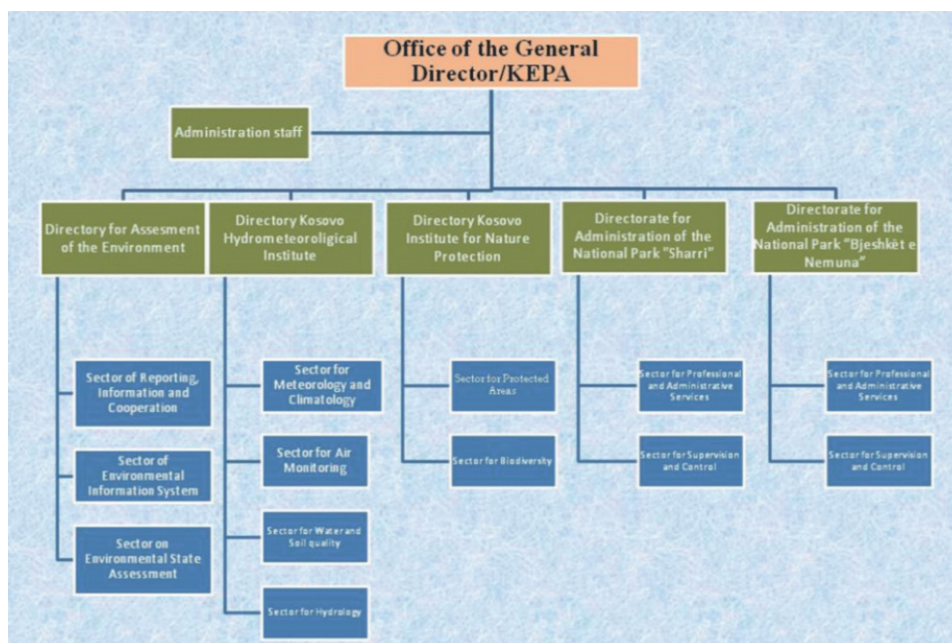 Office of the General
Director/KEPA
Administration staff
Directory for Assesment
of the Environment
Directory Kosovo
Hydrometeoroligical
Institute
Directory Kosovo
Institute for Nature
Protection
Directorate for
Administration of the
National Park "Sharri"
Directorate for
Administration of the
National Park "Bjeshkët e
Nemuna"
Sector of Reporting,
Information and
Cooperation
Sector of
Environmental
Information System
Sector on
Environmental State
Assessment
Sector for
Meteorology and
Climatology
Sector for Air
Monitoring
Sector for Water and
Soil quality
Sector for Hydrology
Sector for Protected
Areas
Sector for Biodiversity
Sector for Professional
and Administrative
Services
Sector for Supervision
and Control
Sector for Professional
and Administrative
Services
Sector for Supervision
and Control